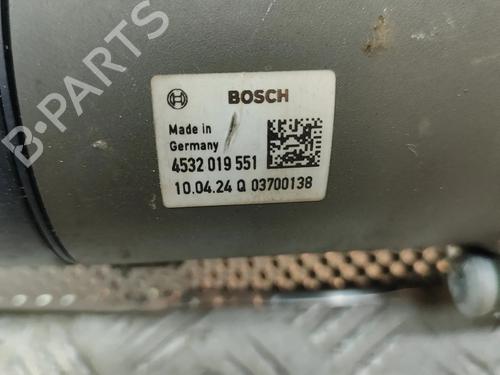 B-PARTS
BOSCH
Made in
Germany
4532 019 551
10.04.24 Q 03700138